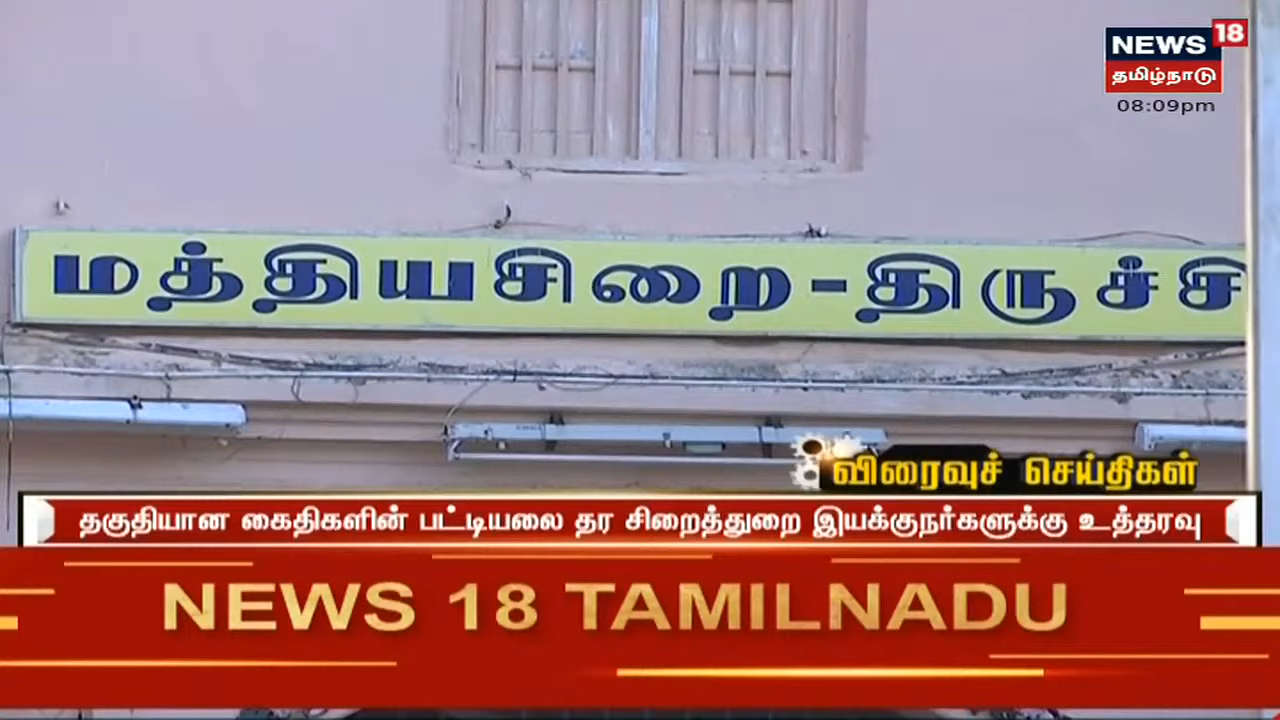 NEWS 18
தமிழ்நாடு
08:09pm
மத்தியசிறை-திருச்சி
விரைவுச் செய்திகள்
தகுதியான கைதிகளின் பட்டியலை தர சிறைத்துறை இயக்குநர்களுக்கு உத்தரவு
NEWS 18 TAMILNADU